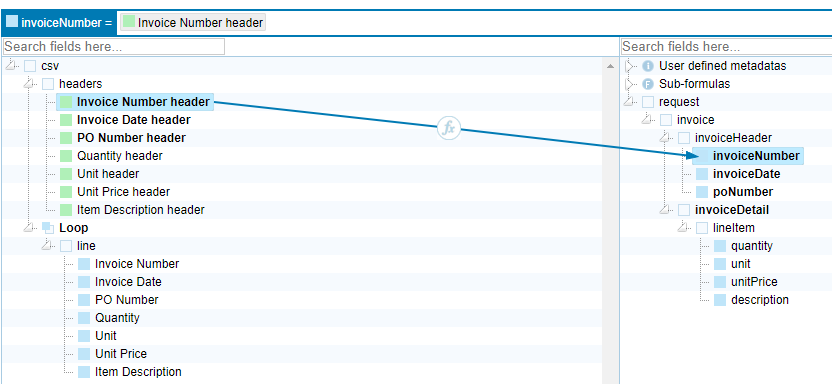 invoiceNumber = Invoice Number header
Search fields here...
csv
headers
Invoice Number header
Invoice Date header
PO Number header
Quantity header
Unit header
Unit Price header
Item Description header
Loop
line
Invoice Number
Invoice Date
PO Number
Quantity
Unit
Unit Price
Item Description
fx
Search fields here...
i User defined metadatas
F Sub-formulas
request
invoice
invoiceHeader
invoiceNumber
invoiceDate
poNumber
invoiceDetail
lineItem
quantity
unit
unitPrice
description